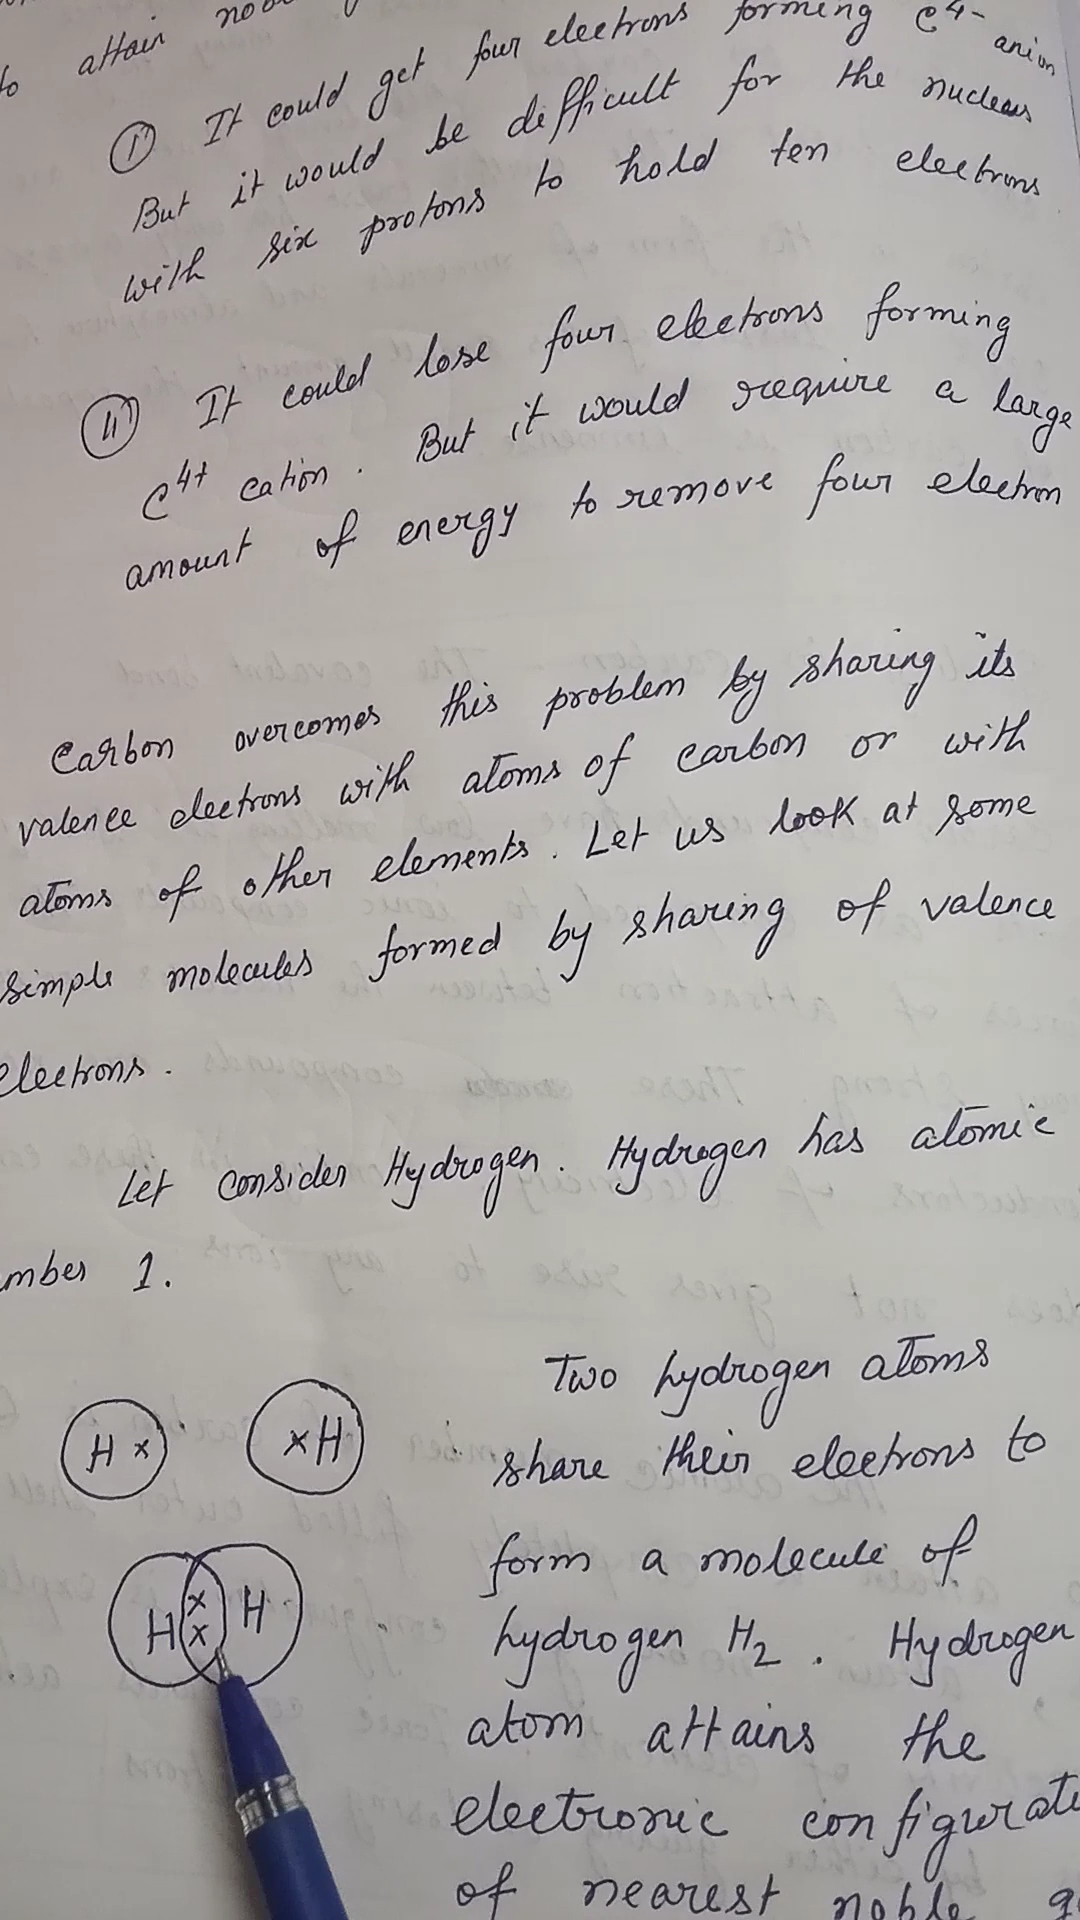 to attain
(i) It could get four electrons forming C4- anion
But it would be difficult for the nucleus
with six protons to hold ten electrons
(ii) It could lose four electrons forming
C4+ cation. But it would require a large
amount of energy to remove four electron
Carbon overcomes this problem by sharing its
valence electrons with atoms of carbon or with
atoms of other elements. Let us look at some
simple molecules formed by sharing of valence
electrons.
Let consider Hydrogen. Hydrogen has atomic
mber 1.
H x x H
Two hydrogen atoms
share their electrons to
H x x H
form a molecule of
hydrogen H2. Hydrogen
atom attains the
electronic configurati
of nearest noble g